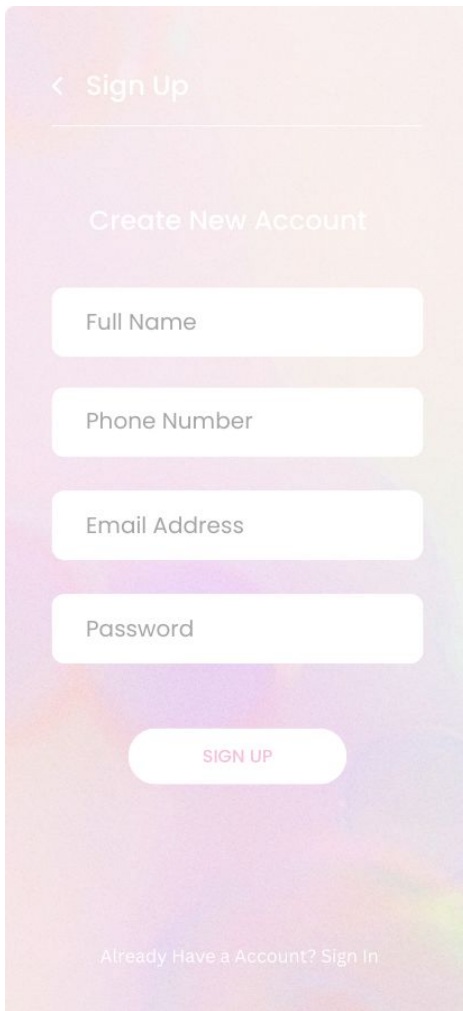 Sign Up
Create New Account
Full Name
Phone Number
Email Address
Password
SIGN UP
Already Have a Account? Sign In